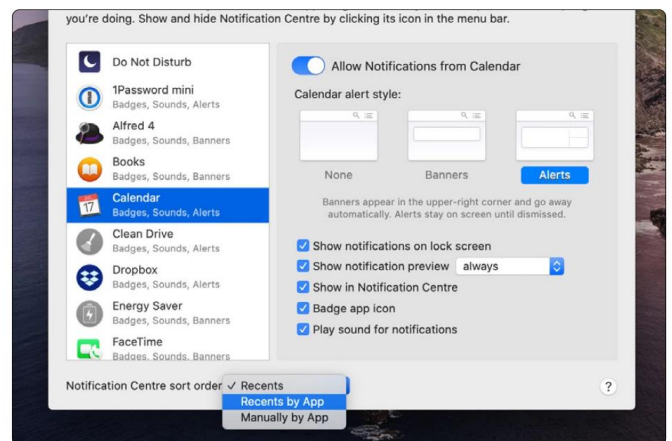 you're doing. Show and hide Notification Centre by clicking its icon in the menu bar.
Do Not Disturb
1Password mini
Badges, Sounds, Alerts
Alfred 4
Badges, Sounds, Banners
Books
Badges, Sounds, Banners
17
Calendar
Badges, Sounds, Alerts
Clean Drive
Badges, Sounds, Alerts
Dropbox
Badges, Sounds, Alerts
Energy Saver
Badges, Sounds, Banners
FaceTime
Badges, Sounds, Banners
Allow Notifications from Calendar
Calendar alert style:
None
Banners
Alerts
Banners appear in the upper-right corner and go away
automatically. Alerts stay on screen until dismissed.
Show notifications on lock screen
Show notification preview always
Show in Notification Centre
Badge app icon
Play sound for notifications
Notification Centre sort order ✓ Recents
Recents by App
Manually by App
?